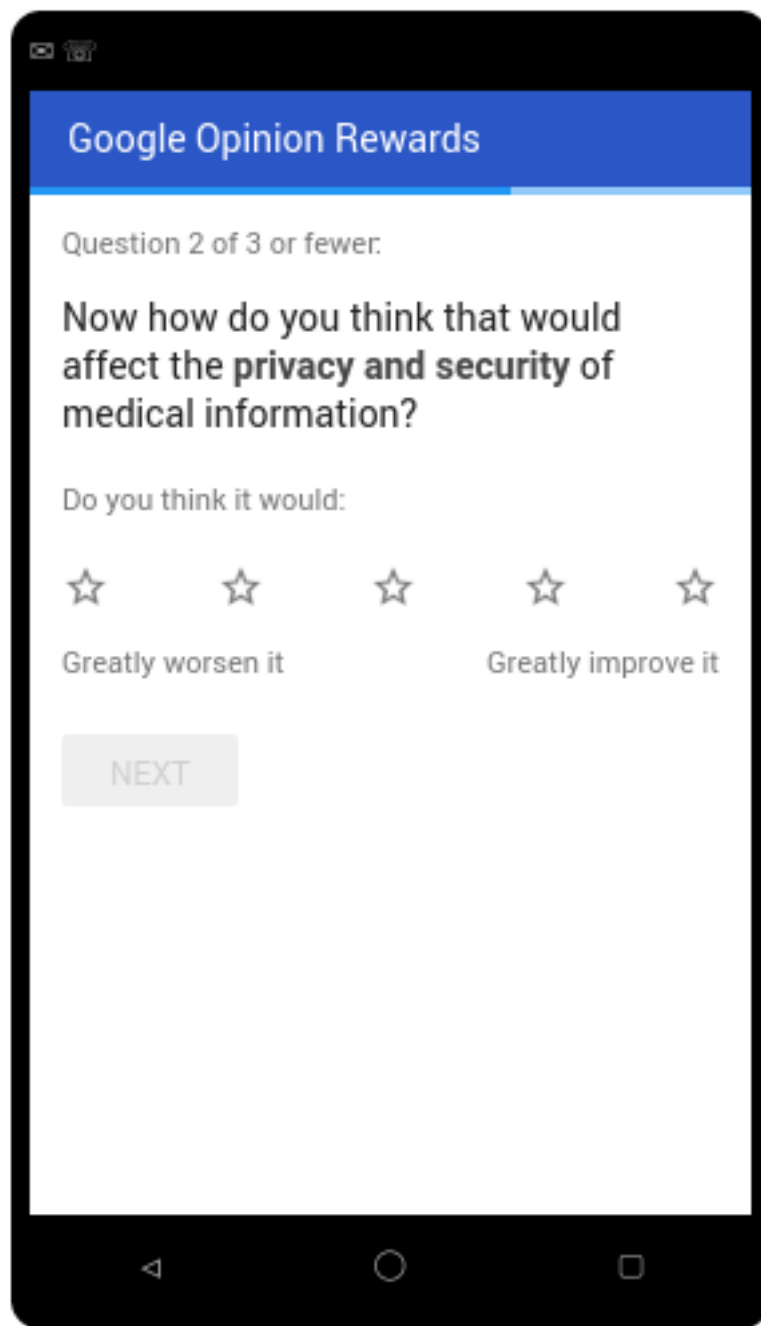 Google Opinion Rewards
Question 2 of 3 or fewer:
Now how do you think that would
affect the privacy and security of
medical information?
Do you think it would:
Greatly worsen it Greatly improve it
NEXT